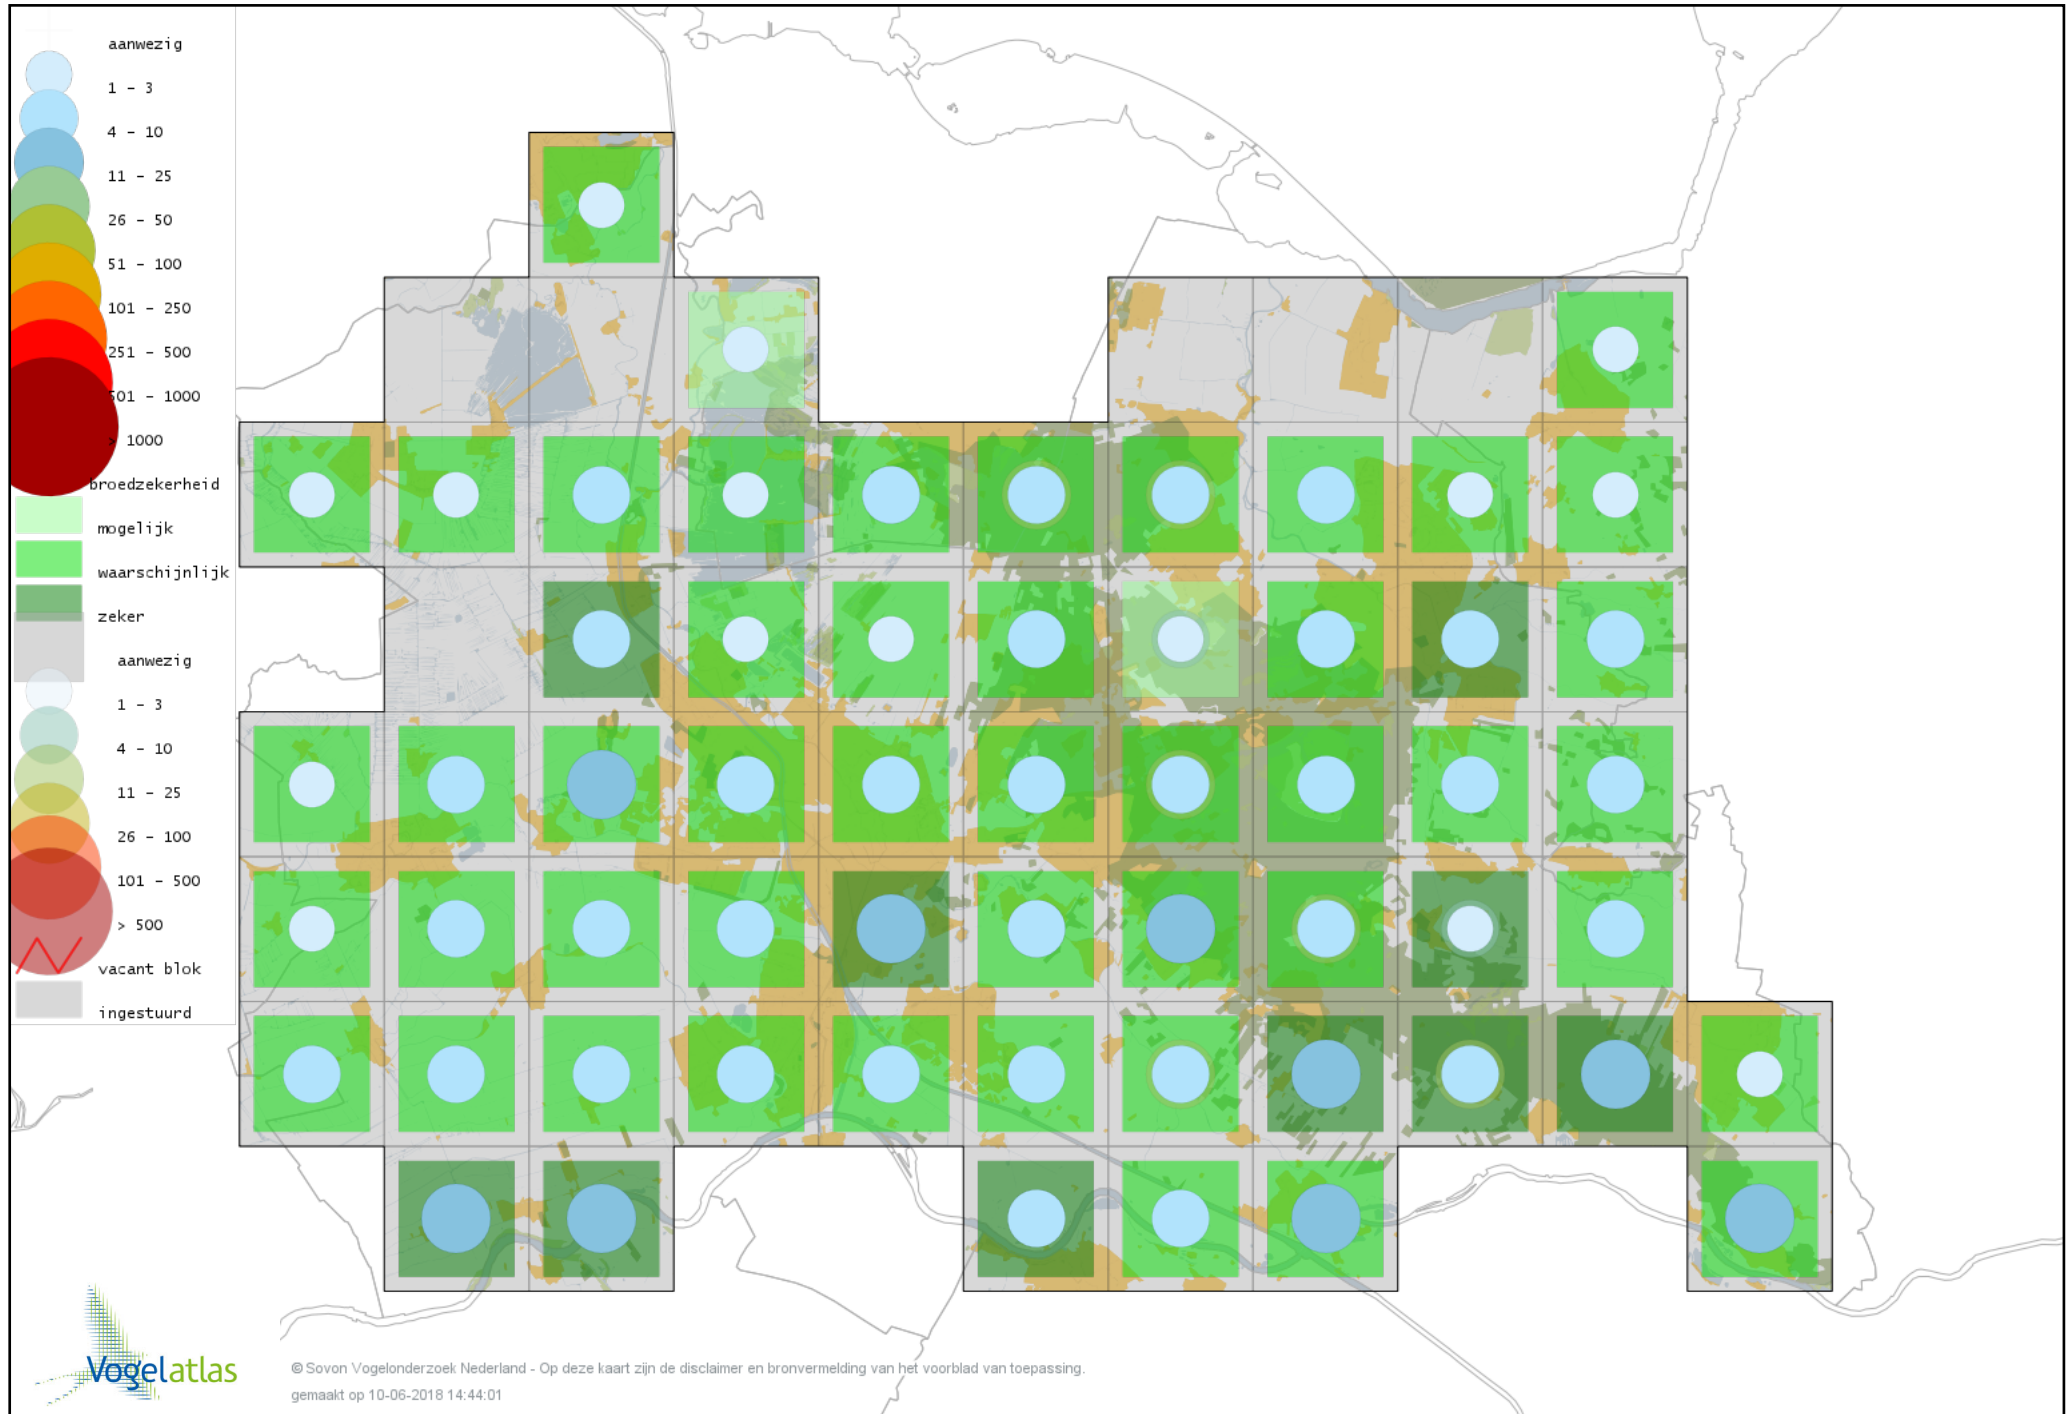 aanwezig
1 - 3
4 - 10
11 - 25
26 - 50
51 - 100
101 - 250
251 - 500
501 - 1000
> 1000
broedzekerheid
mogelijk
waarschijnlijk
zeker
aanwezig
1 - 3
4 - 10
11 - 25
26 - 100
101 - 500
> 500
vacant blok
ingestuurd
Vogelatlas
© Sovon Vogelonderzoek Nederland - Op deze kaart zijn de disclaimer en bronvermelding van het voorblad van toepassing.
gemaakt op 10-06-2018 14:44:01